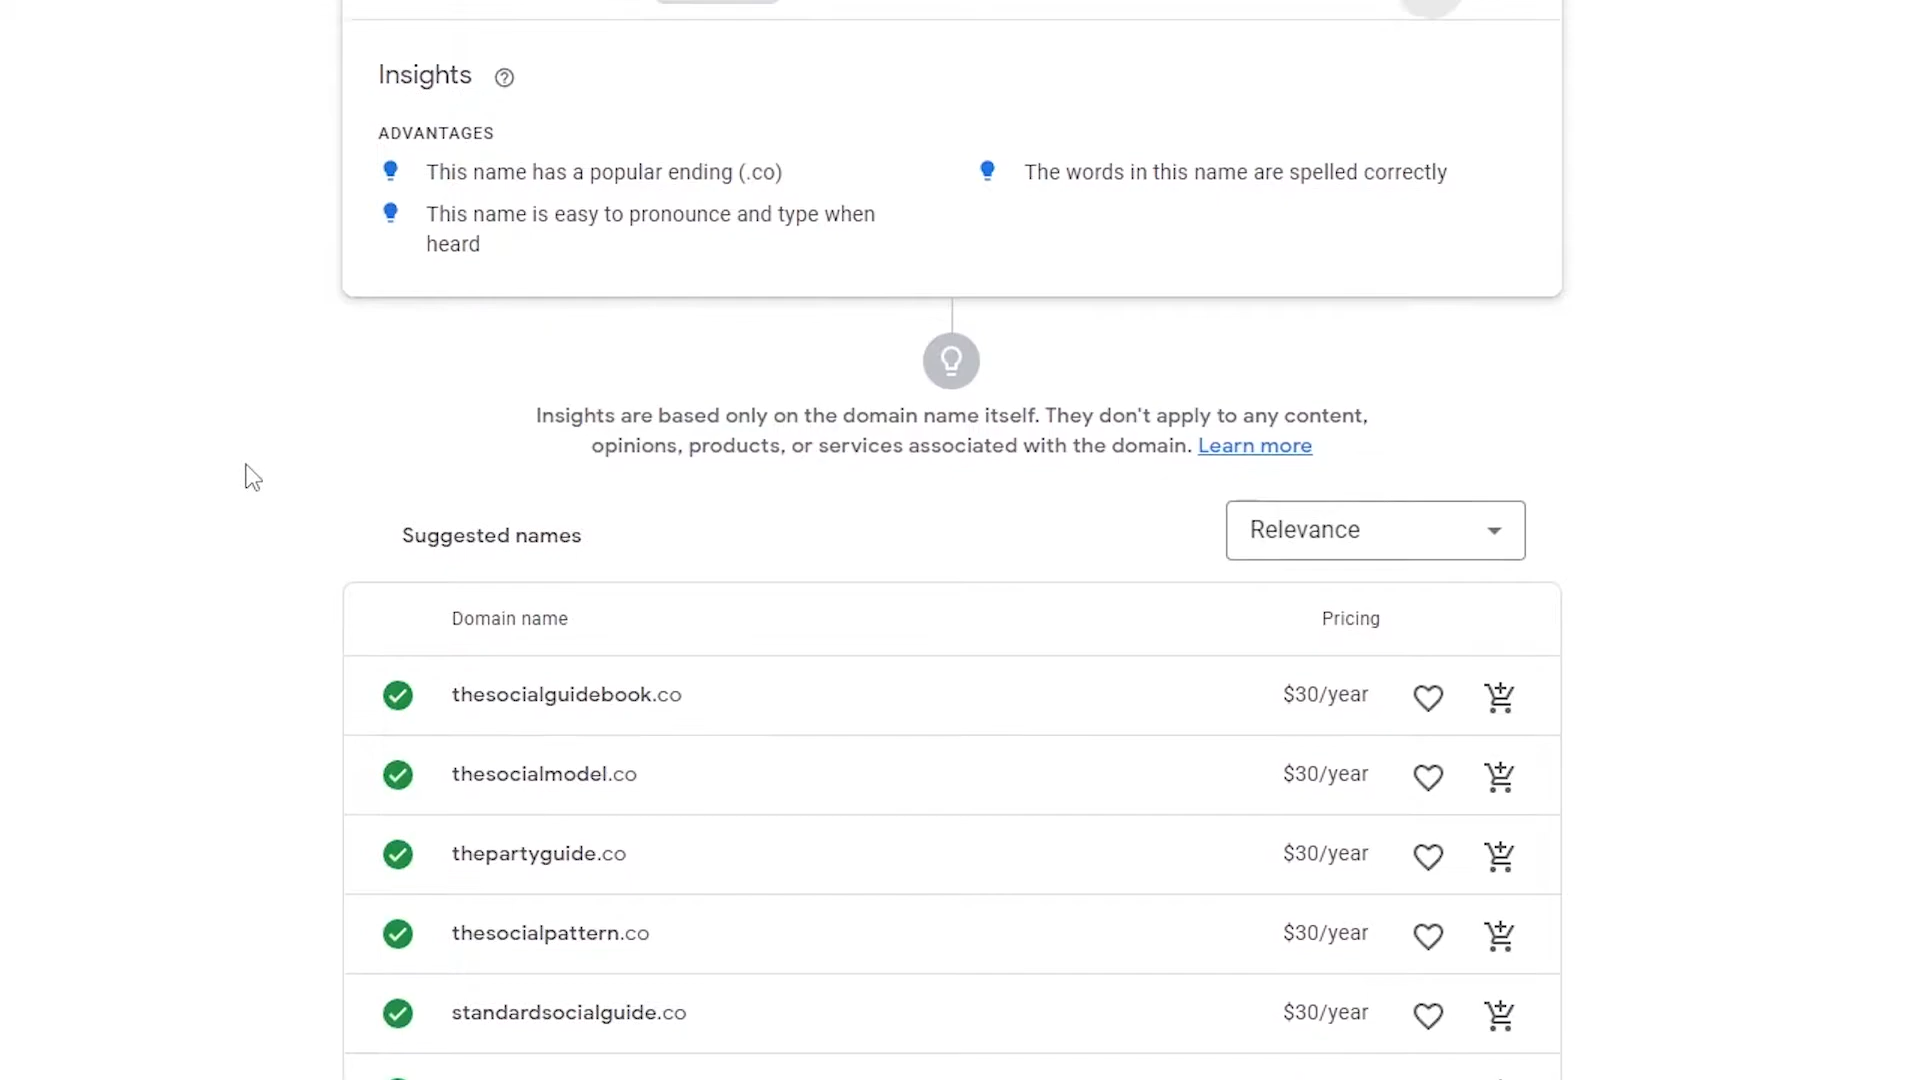 Insights
ADVANTAGES
This name has a popular ending (.co)
The words in this name are spelled correctly
This name is easy to pronounce and type when
heard
Insights are based only on the domain name itself. They don't apply to any content,
opinions, products, or services associated with the domain. Learn more
Suggested names
Relevance
Domain name
Pricing
thesocialguidebook.co
$30/year
thesocialmodel.co
$30/year
thepartyguide.co
$30/year
thesocialpattern.co
$30/year
standardsocialguide.co
$30/year